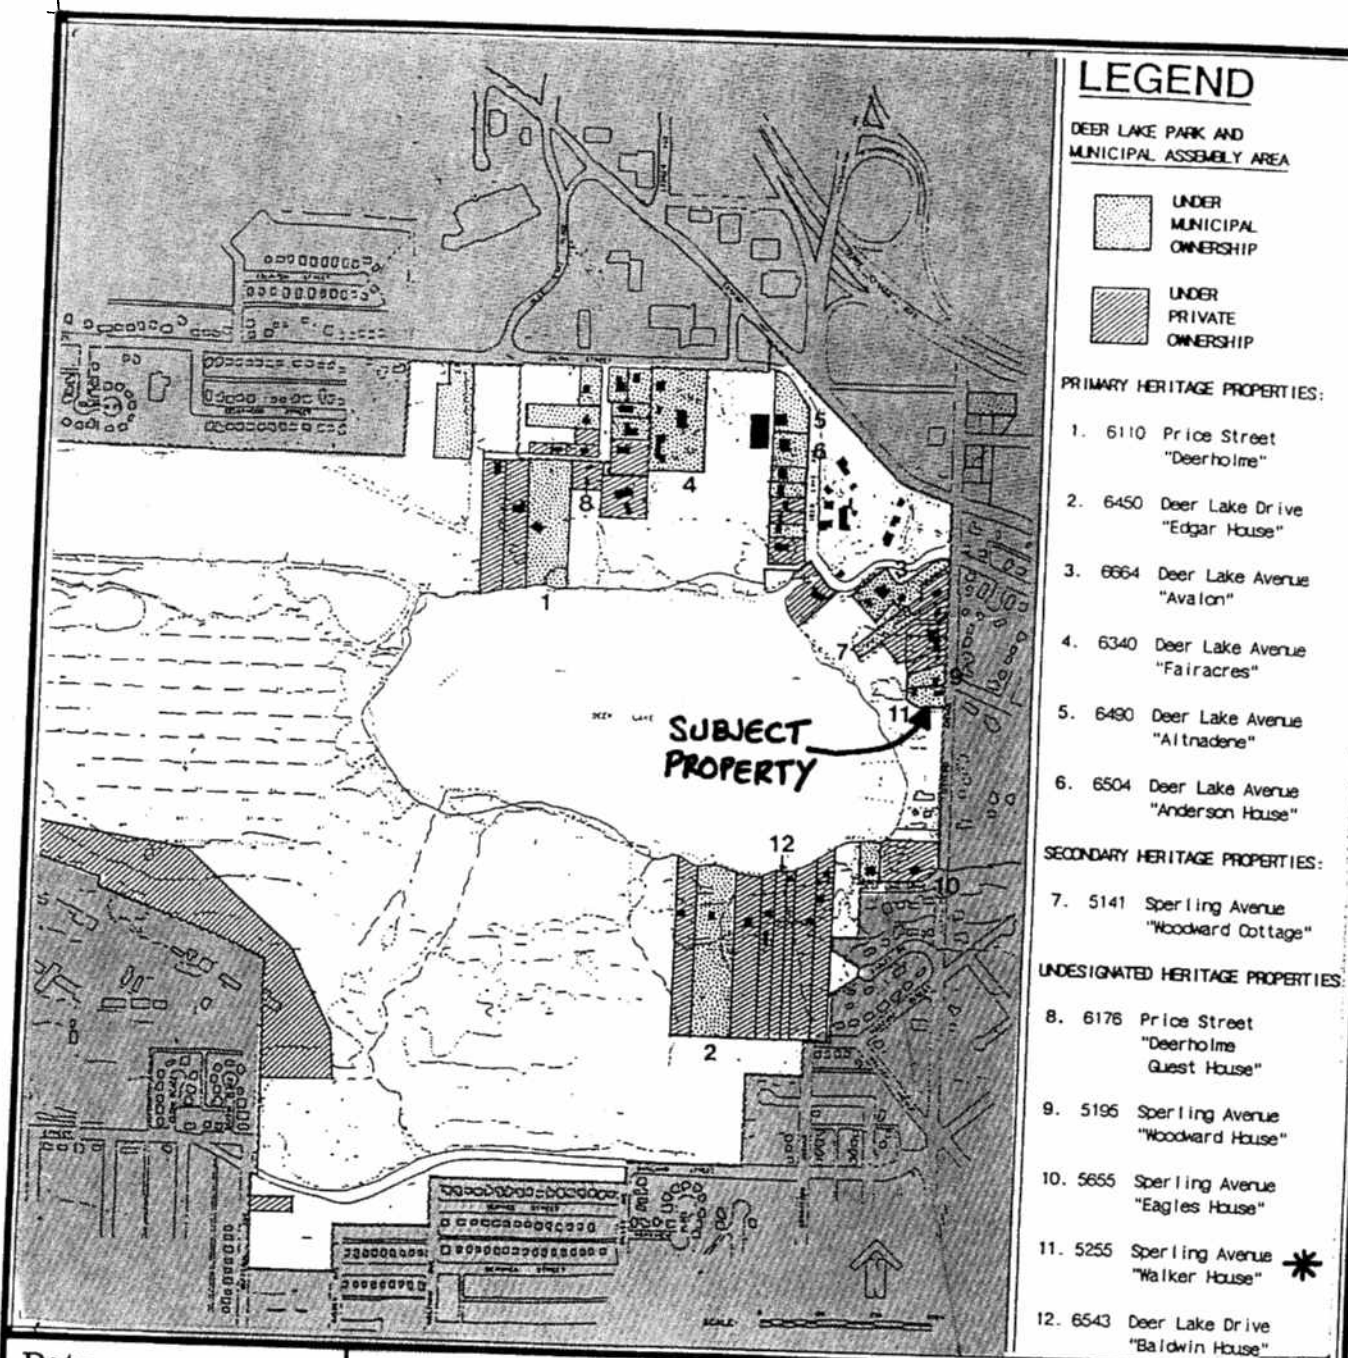 LEGEND
DEER LAKE PARK AND
MUNICIPAL ASSEMBLY AREA
UNDER
MUNICIPAL
OWNERSHIP
UNDER
PRIVATE
OWNERSHIP
PRIMARY HERITAGE PROPERTIES:
1. 6110 Price Street
"Deerholme"
2. 6450 Deer Lake Drive
"Edgar House"
3. 6664 Deer Lake Avenue
"Avalon"
4. 6340 Deer Lake Avenue
"Fairacres"
5. 6490 Deer Lake Avenue
"Altnadene"
6. 6504 Deer Lake Avenue
"Anderson House"
SECONDARY HERITAGE PROPERTIES:
7. 5141 Sperling Avenue
"Woodward Cottage"
UNDESIGNATED HERITAGE PROPERTIES:
8. 6176 Price Street
"Deerholme
Guest House"
9. 5195 Sperling Avenue
"Woodward House"
10. 5655 Sperling Avenue
"Eagles House"
11. 5255 Sperling Avenue *
"Walker House"
12. 6543 Deer Lake Drive
"Baldwin House"
5
6
4
8
3
1
7
9
11
DEER LAKE
SUBJECT
PROPERTY
12
10
2
SCALE